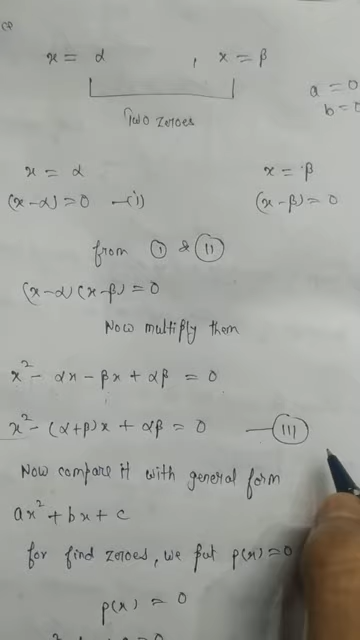 x = α , x = β
a = 0
b = 0
Two zeroes
x = α x = β
(x-α) = 0 —(i) (x-β) = 0
from (I) & (II)
(x-α) (x-β) = 0
Now multiply them
x² - αx - βx + αβ = 0
x² - (α+β)x + αβ = 0 —(III)
Now compare it with general form
ax² + bx + c
for find zeroes, we put p(x) = 0
p(x) = 0